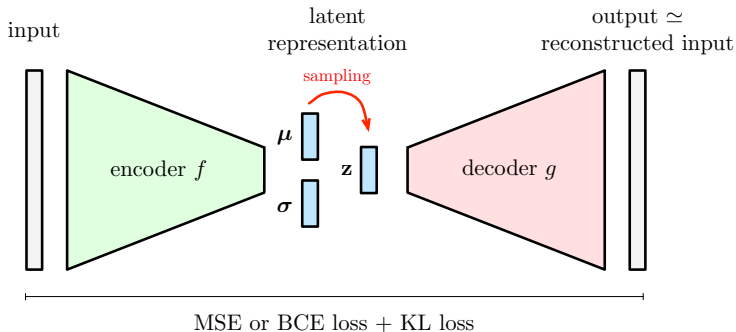 input
latent
representation
output ≃
reconstructed input
sampling
μ
encoder f
z
decoder g
σ
MSE or BCE loss + KL loss